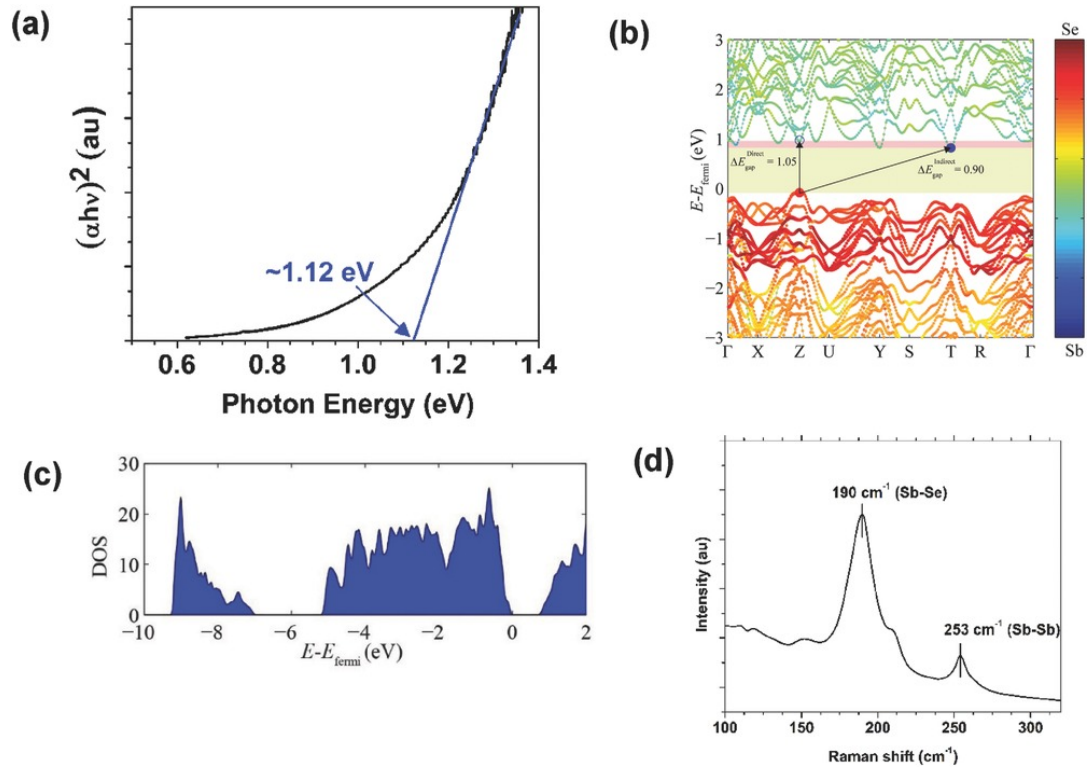 (a)
(αhν)² (au)
~1.12 eV
0.6 0.8 1.0 1.2 1.4
Photon Energy (eV)
(b)
Se
3
2
1
0
−1
−2
−3
E-E_fermi (eV)
ΔE_gap^Direct = 1.05
ΔE_gap^Indirect = 0.90
Γ X Z U Y S T R Γ
Sb
(c)
30
20
10
0
DOS
−10 −8 −6 −4 −2 0 2
E-E_fermi (eV)
(d)
190 cm⁻¹ (Sb-Se)
253 cm⁻¹ (Sb-Sb)
Intensity (au)
100 150 200 250 300
Raman shift (cm⁻¹)